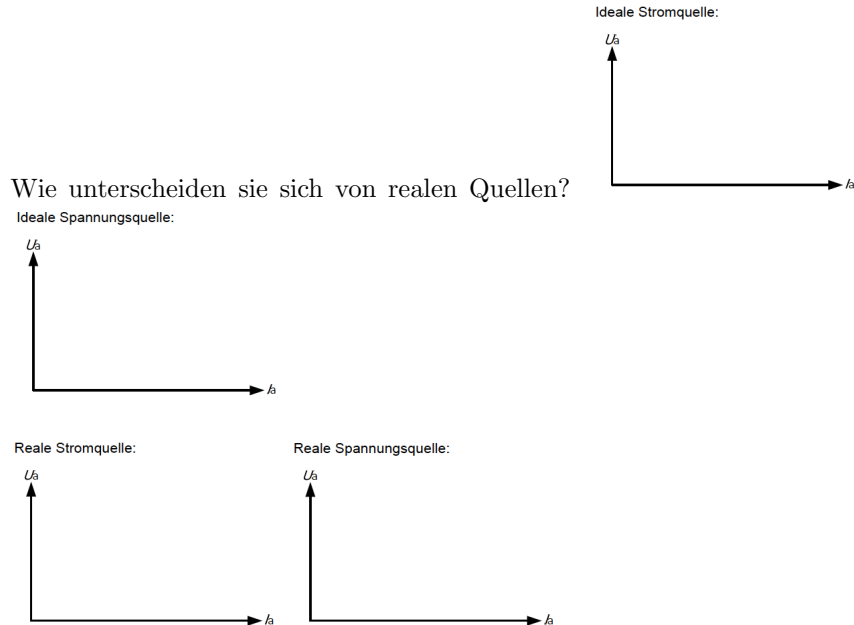 Ideale Stromquelle:
Ua
Ia
Wie unterscheiden sie sich von realen Quellen?
Ideale Spannungsquelle:
Ua
Ia
Reale Stromquelle:
Ua
Ia
Reale Spannungsquelle:
Ua
Ia